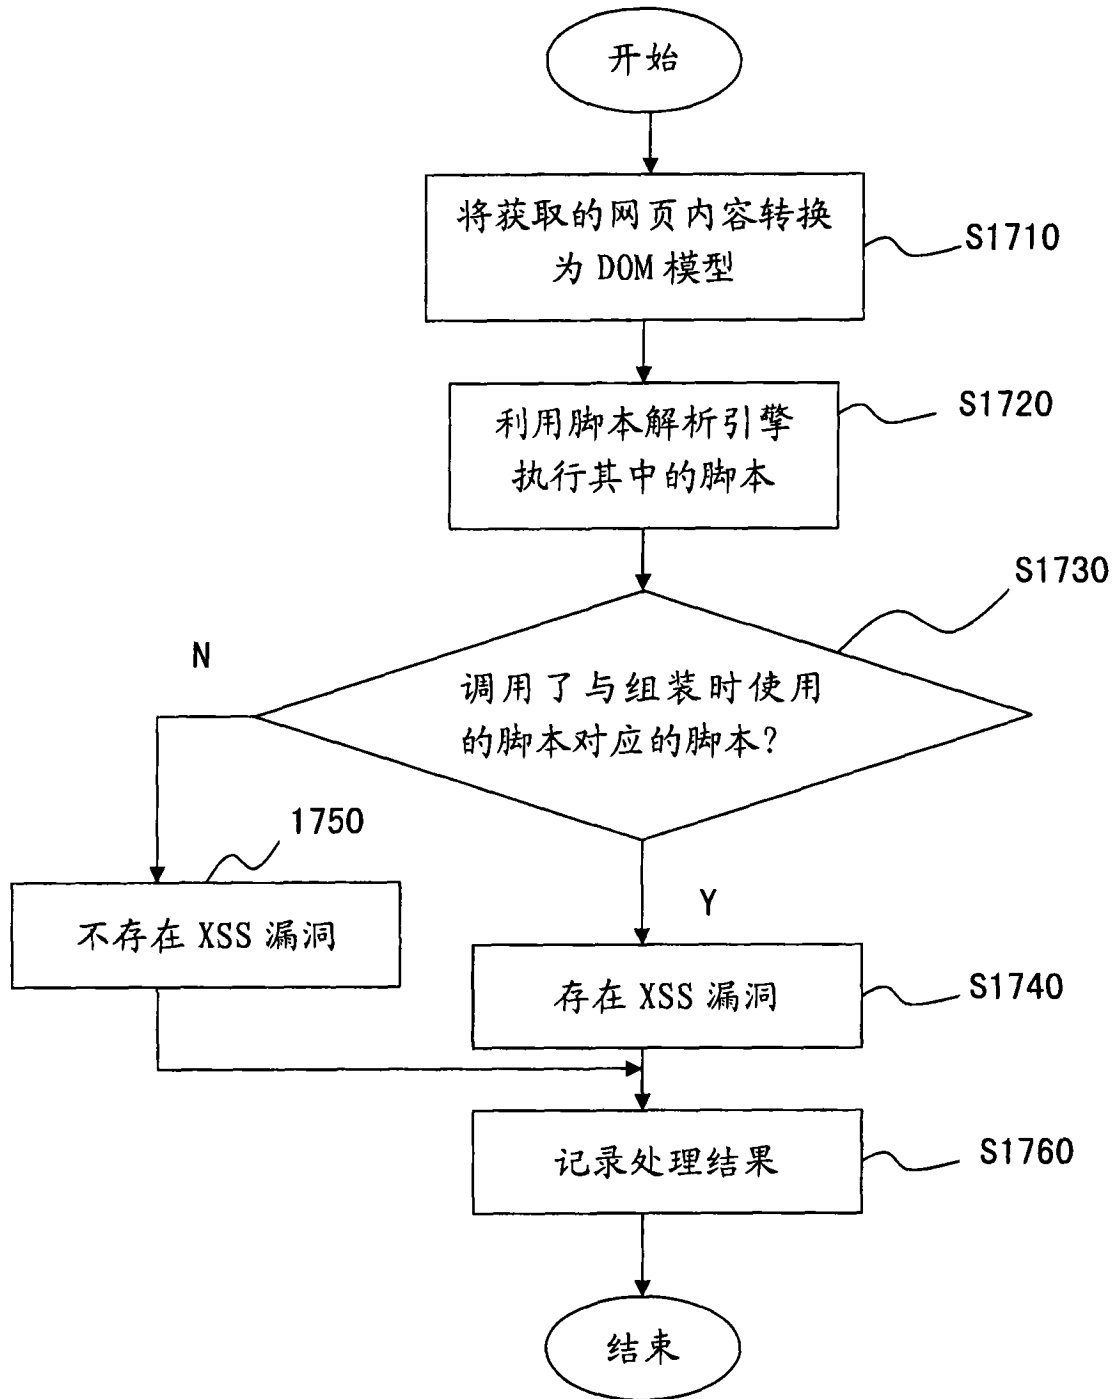 开始
将获取的网页内容转换
为 DOM 模型
S1710
利用脚本解析引擎
执行其中的脚本
S1720
S1730
N
调用了与组装时使用
的脚本对应的脚本?
1750
Y
不存在 XSS 漏洞
存在 XSS 漏洞
S1740
记录处理结果
S1760
结束